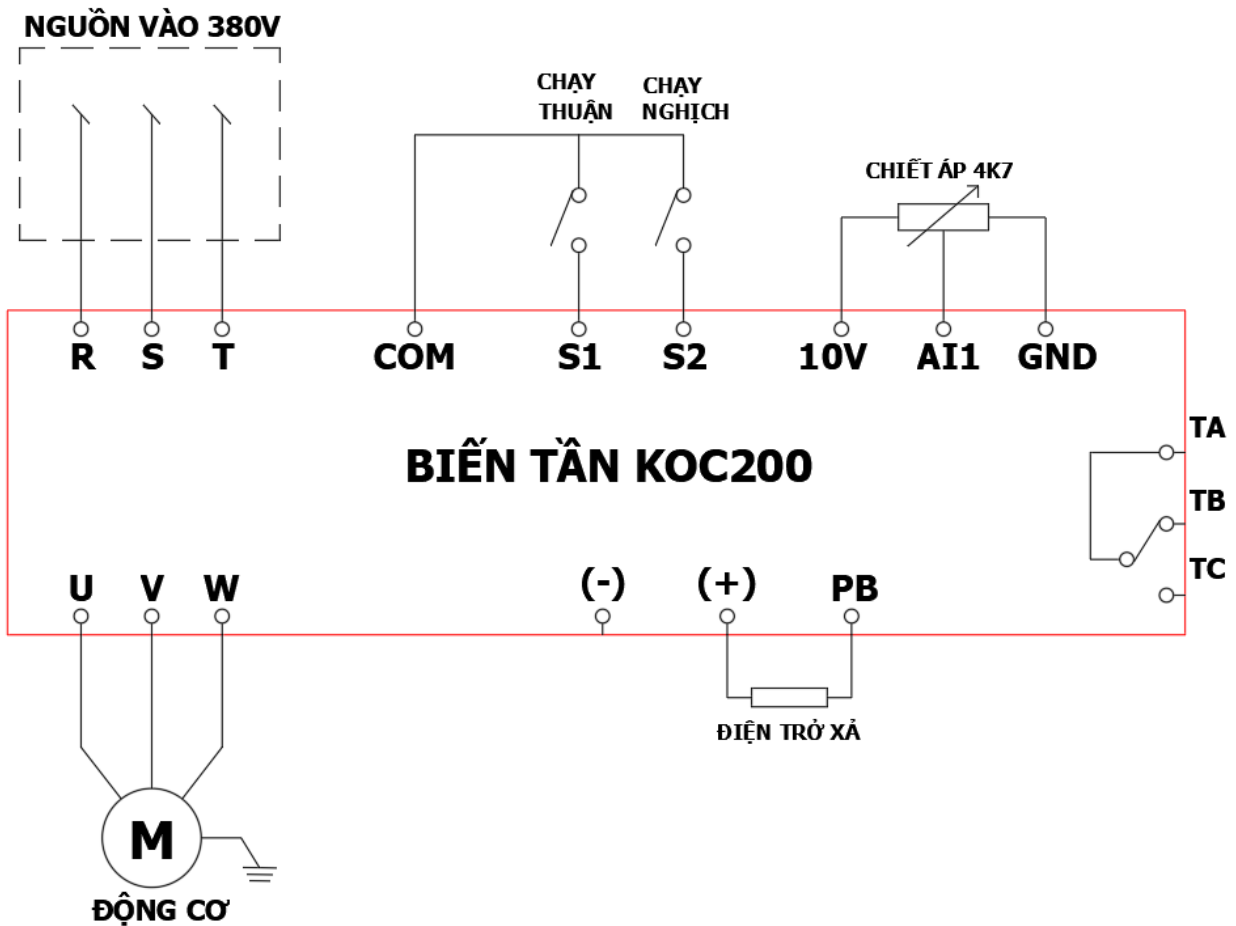 NGUỒN VÀO 380V
CHẠY
THUẬN
CHẠY
NGHỊCH
CHIẾT ÁP 4K7
R S T COM S1 S2 10V AI1 GND
TA
BIẾN TẦN KOC200
TB
TC
U V W (-) (+) PB
ĐIỆN TRỞ XẢ
M
ĐỘNG CƠ